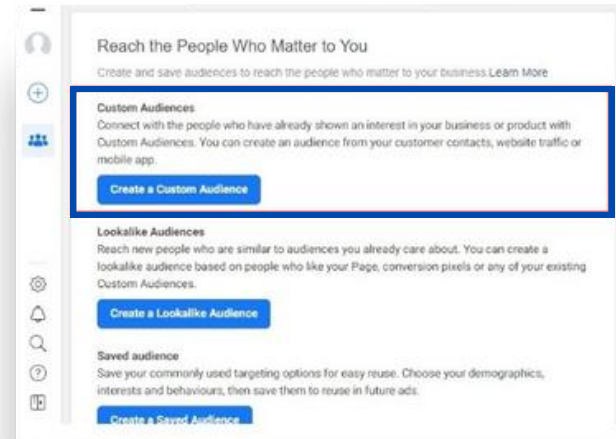 Reach the People Who Matter to You
Create and save audiences to reach the people who matter to your business.Learn More
Custom Audiences
Connect with the people who have already shown an interest in your business or product with
Custom Audiences. You can create an audience from your customer contacts, website traffic or
mobile app.
Create a Custom Audience
Lookalike Audiences
Reach new people who are similar to audiences you already care about. You can create a
lookalike audience based on people who like your Page, conversion pixels or any of your existing
Custom Audiences.
Create a Lookalike Audience
Saved audience
Save your commonly used targeting options for easy reuse. Choose your demographics,
interests and behaviours, then save them to reuse in future ads.
Create a Saved Audience